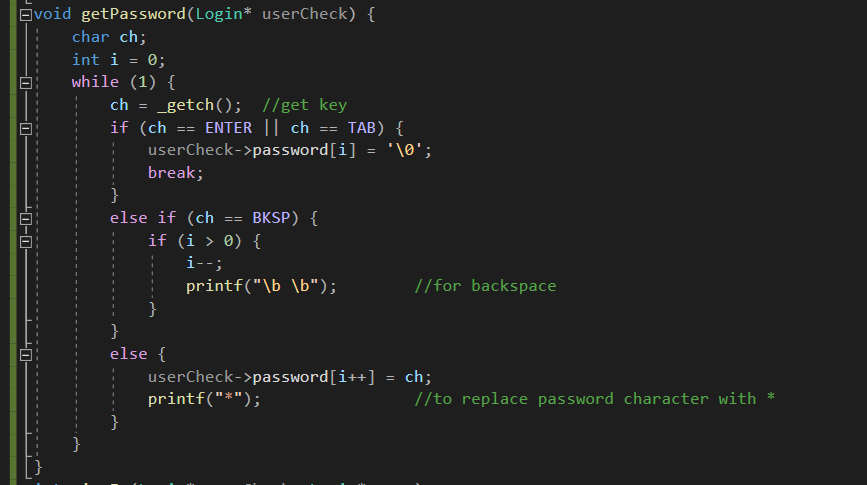 void getPassword(Login* userCheck) {
    char ch;
    int i = 0;
    while (1) {
        ch = _getch();  //get key
        if (ch == ENTER || ch == TAB) {
            userCheck->password[i] = '\0';
            break;
        }
        else if (ch == BKSP) {
            if (i > 0) {
                i--;
                printf("\b \b");        //for backspace
            }
        }
        else {
            userCheck->password[i++] = ch;
            printf("*");                //to replace password character with *
        }
    }
}